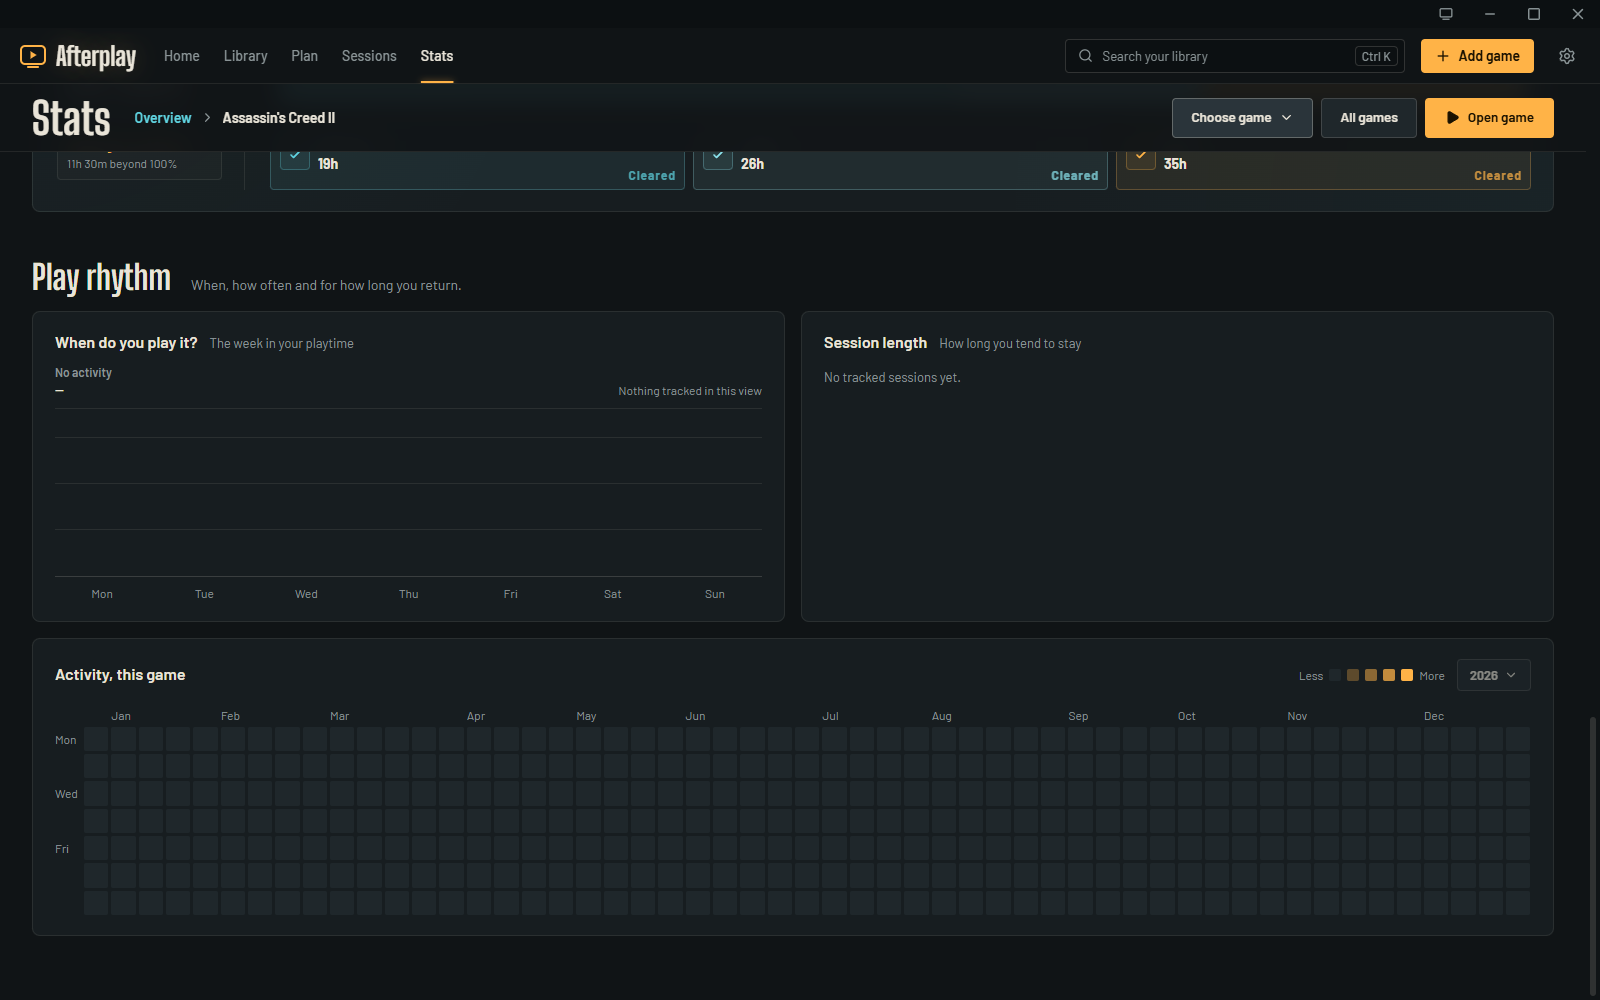 Afterplay Home Library Plan Sessions Stats Search your library Ctrl K Add game
Stats Overview Assassin's Creed II Choose game All games Open game
11h 30m beyond 100%
19h
Cleared
26h
Cleared
35h
Cleared
Play rhythm When, how often and for how long you return.
When do you play it? The week in your playtime
No activity
–
Nothing tracked in this view
Mon Tue Wed Thu Fri Sat Sun
Session length How long you tend to stay
No tracked sessions yet.
Activity, this game
Less More 2026
Jan Feb Mar Apr May Jun Jul Aug Sep Oct Nov Dec
Mon
Wed
Fri